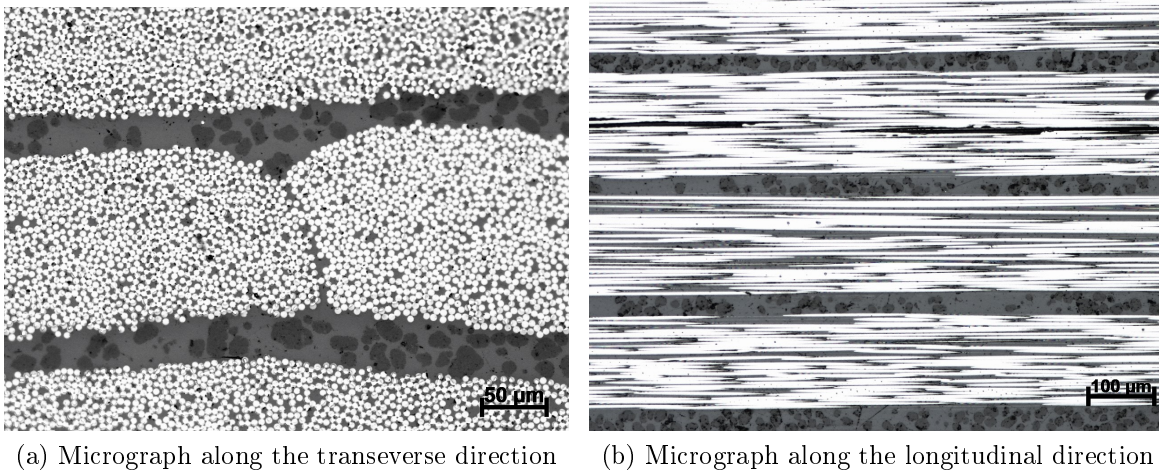 50 µm
100 µm
(a) Micrograph along the transeverse direction
(b) Micrograph along the longitudinal direction